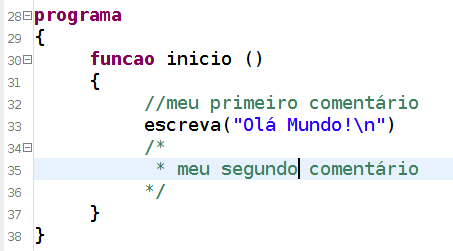 28 programa
29 {
30 funcao inicio ()
31 {
32 //meu primeiro comentário
33 escreva("Olá Mundo!\n")
34 /*
35 * meu segundo comentário
36 */
37 }
38 }